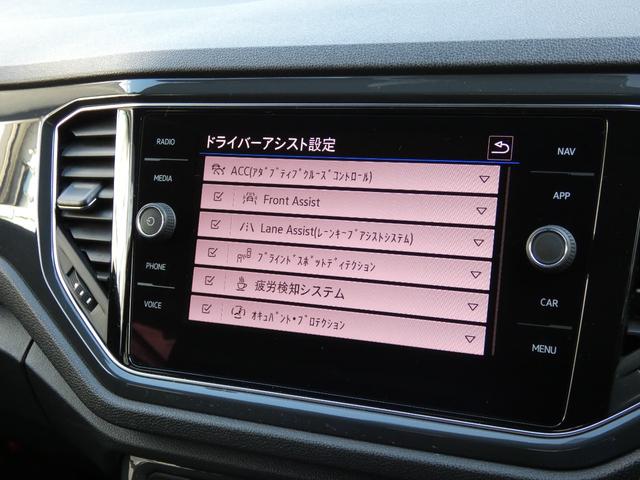 ドライバーアシスト設定
RADIO
MEDIA
PHONE
VOICE
ACC(ｱﾀﾞﾌﾟﾃｨﾌﾞｸﾙｰｽﾞｺﾝﾄﾛｰﾙ)
Front Assist
Lane Assist(ﾚｰﾝｷｰﾌﾟｱｼｽﾄｼｽﾃﾑ)
ﾌﾞﾗｲﾝﾄﾞｽﾎﾟｯﾄﾃﾞｨﾃｸｼｮﾝ
疲労検知システム
ｵｷｭﾊﾟﾝﾄ•ﾌﾟﾛﾃｸｼｮﾝ
NAV
APP
CAR
MENU